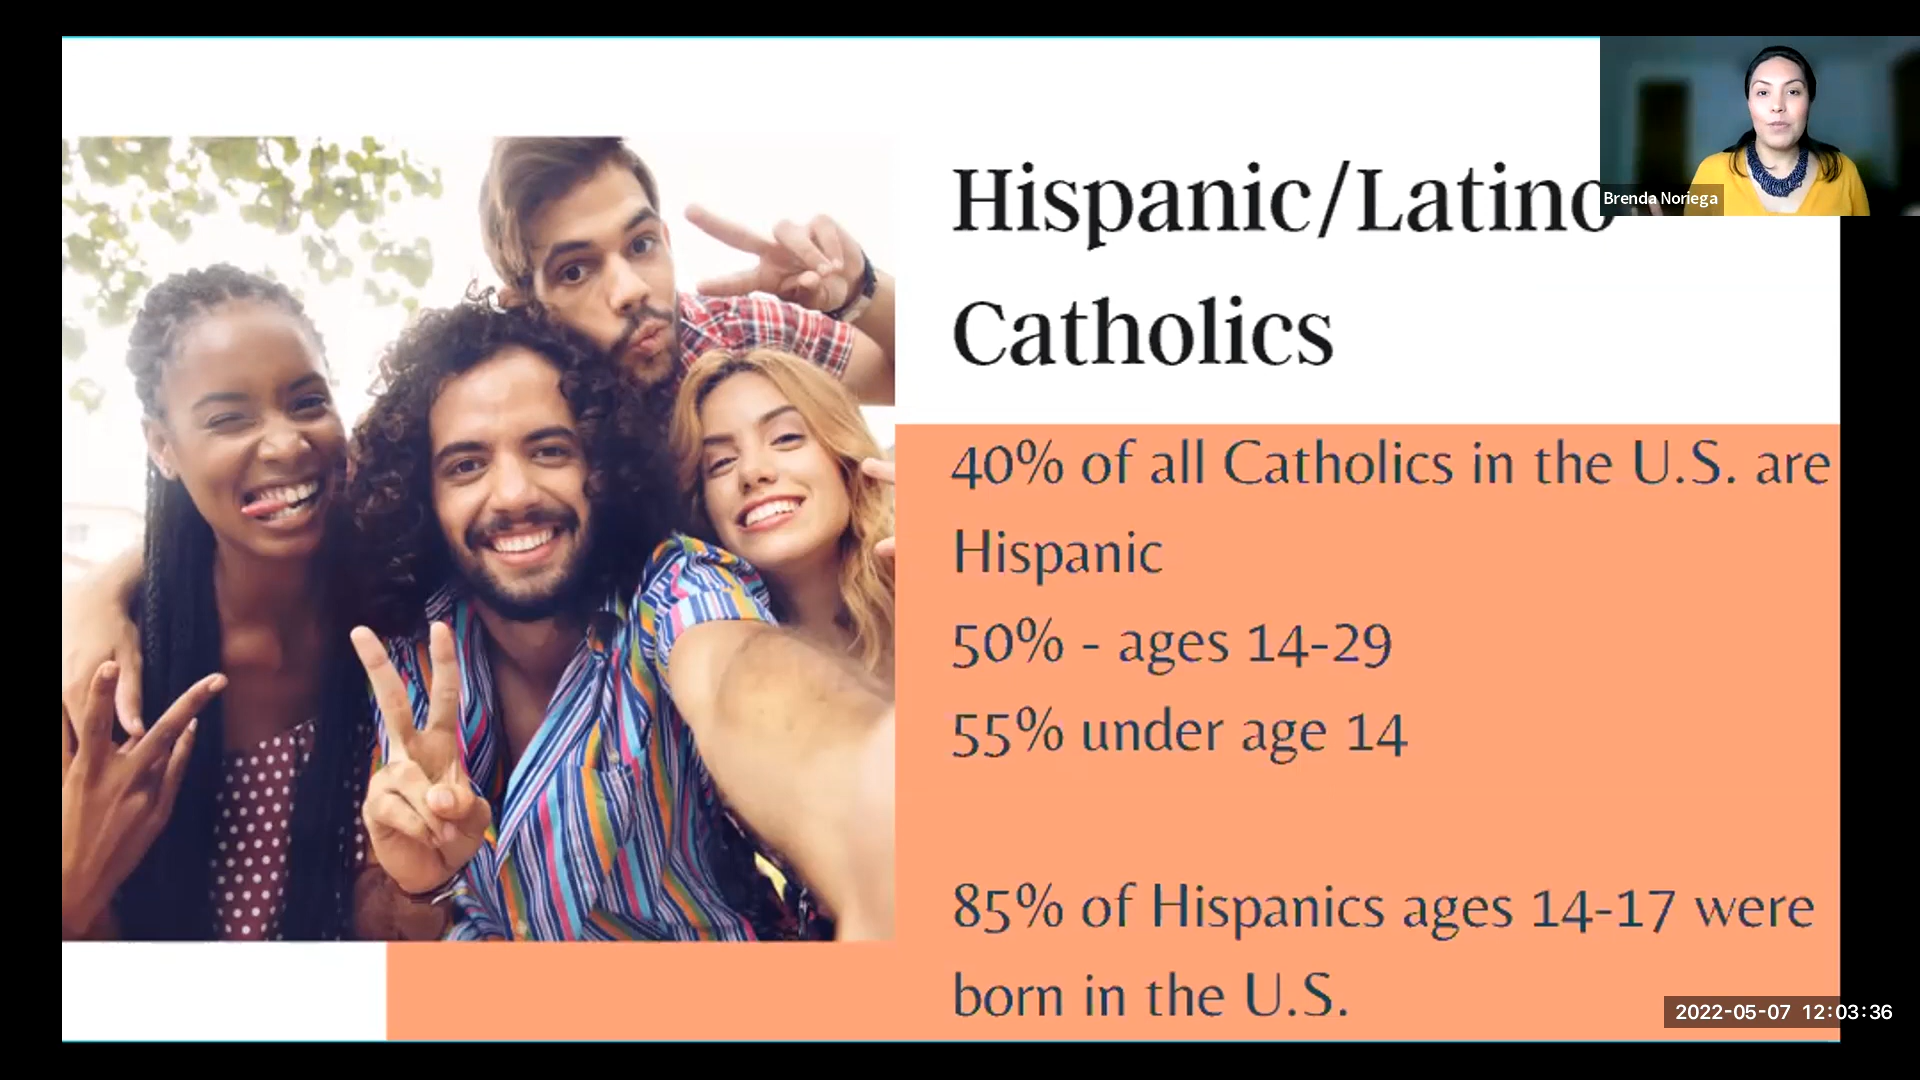 Hispanic/Latino
Catholics
Brenda Noriega
40% of all Catholics in the U.S. are
Hispanic
50% - ages 14-29
55% under age 14
85% of Hispanics ages 14-17 were
born in the U.S.
2022-05-07 12:03:36